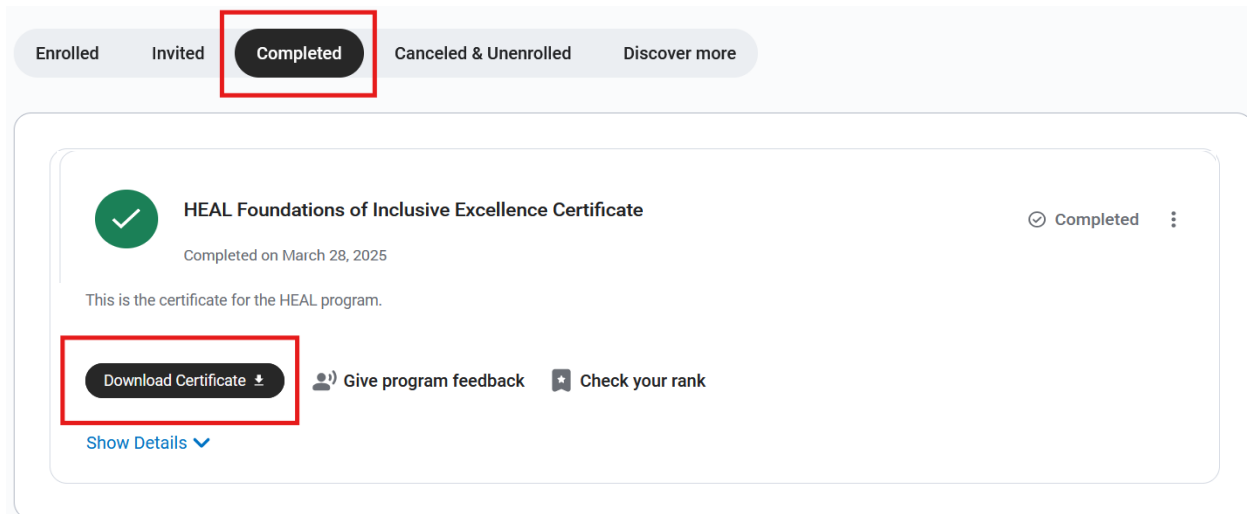 Enrolled Invited Completed Canceled & Unenrolled Discover more
HEAL Foundations of Inclusive Excellence Certificate
Completed
Completed on March 28, 2025
This is the certificate for the HEAL program.
Download Certificate Give program feedback Check your rank
Show Details